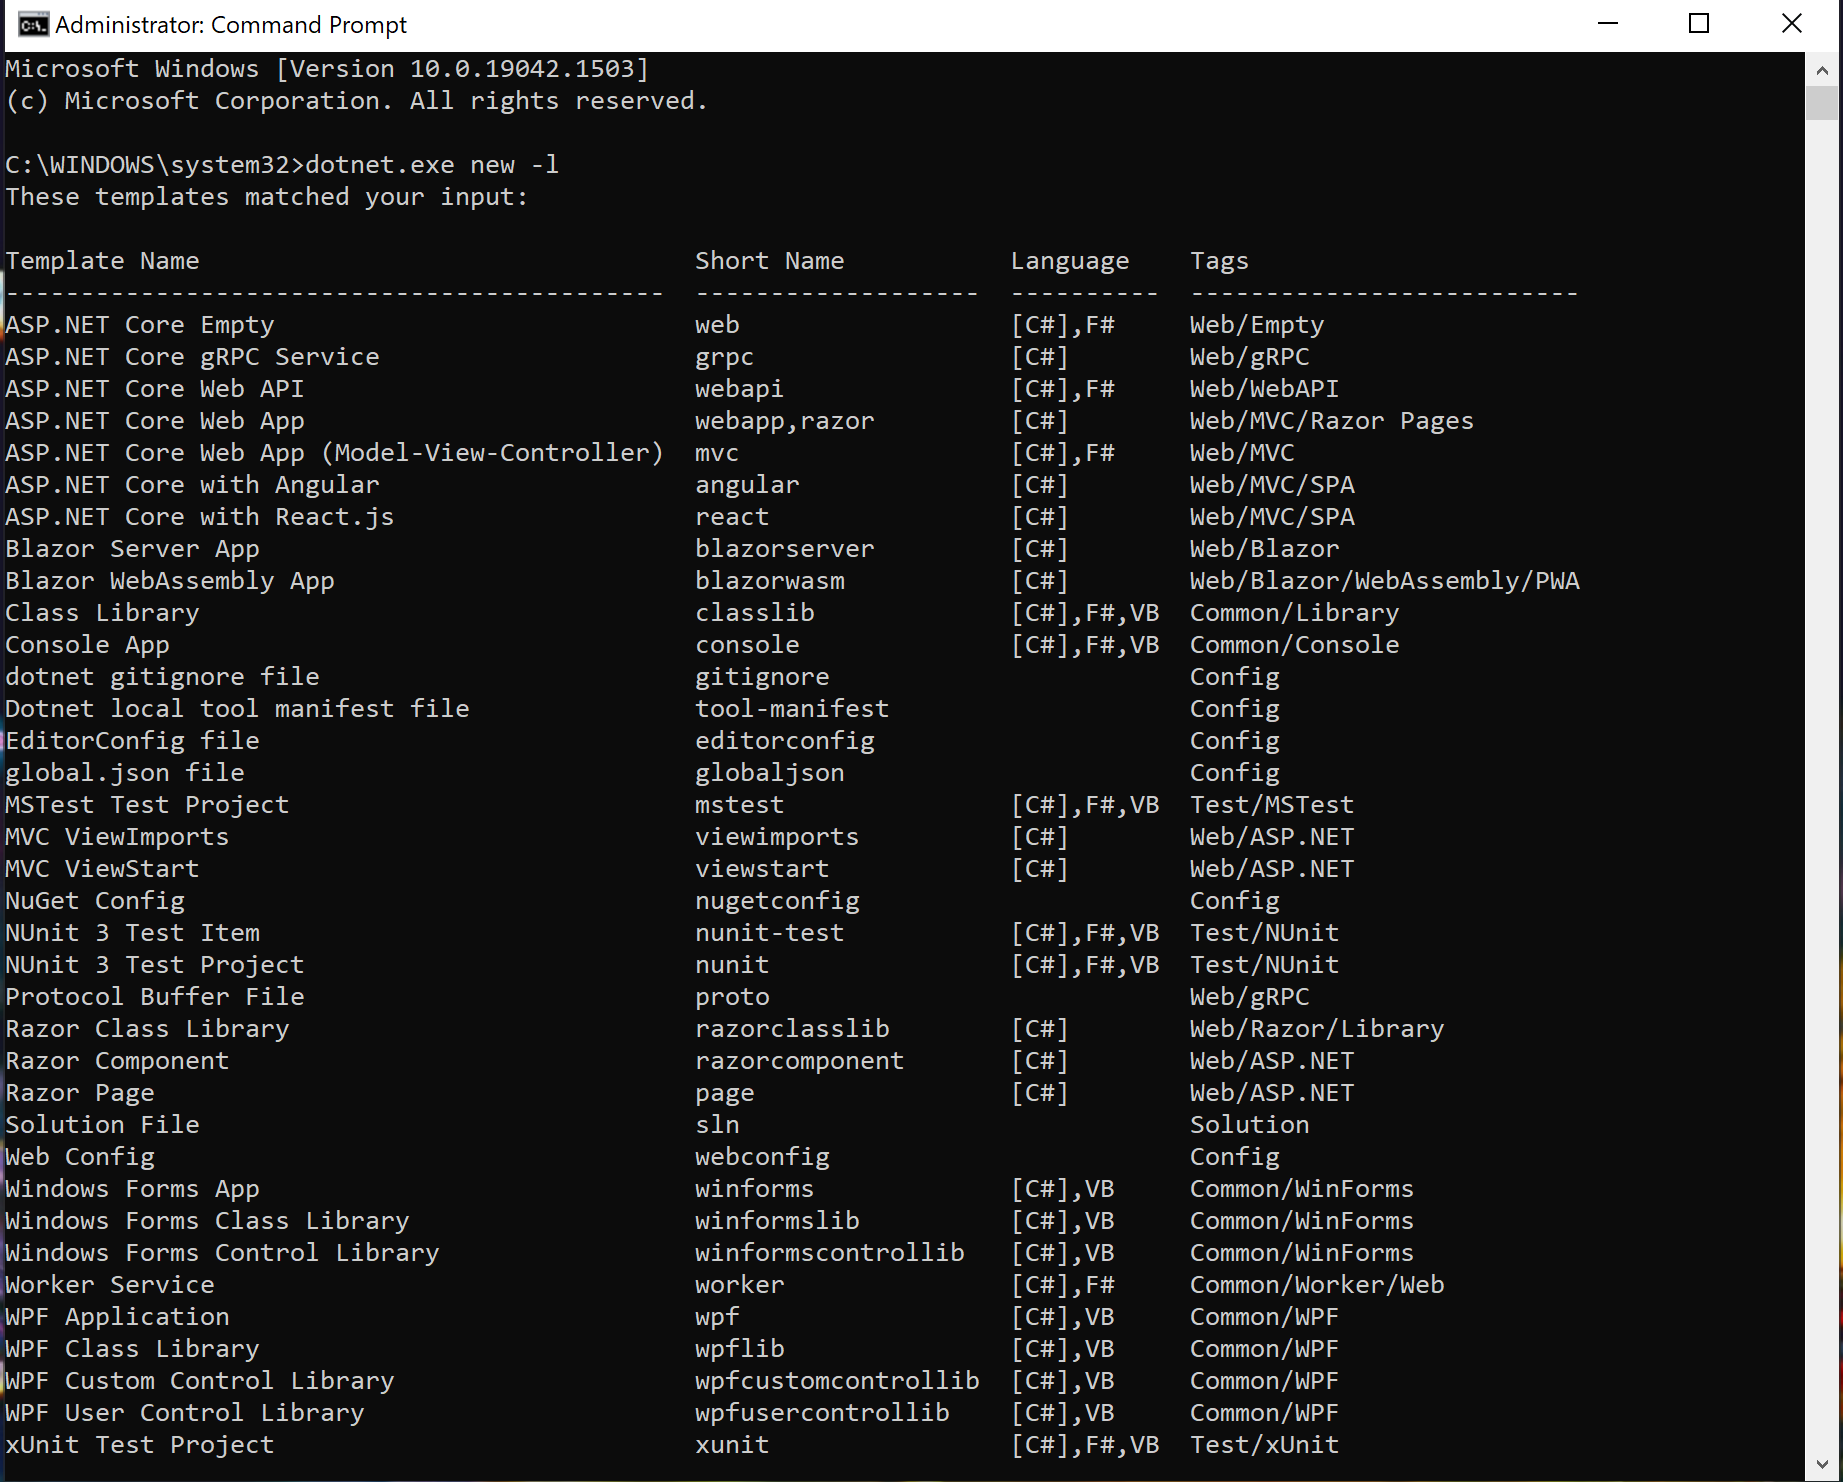 Administrator: Command Prompt
Microsoft Windows [Version 10.0.19042.1503]
(c) Microsoft Corporation. All rights reserved.
C:\WINDOWS\system32>dotnet.exe new -l
These templates matched your input:
Template Name                                 Short Name           Language    Tags
--------------------------------------------  -------------------  ----------  --------------------------
ASP.NET Core Empty                            web                  [C#],F#     Web/Empty
ASP.NET Core gRPC Service                     grpc                 [C#]        Web/gRPC
ASP.NET Core Web API                          webapi               [C#],F#     Web/WebAPI
ASP.NET Core Web App                          webapp,razor         [C#]        Web/MVC/Razor Pages
ASP.NET Core Web App (Model-View-Controller)  mvc                  [C#],F#     Web/MVC
ASP.NET Core with Angular                     angular              [C#]        Web/MVC/SPA
ASP.NET Core with React.js                    react                [C#]        Web/MVC/SPA
Blazor Server App                             blazorserver         [C#]        Web/Blazor
Blazor WebAssembly App                        blazorwasm           [C#]        Web/Blazor/WebAssembly/PWA
Class Library                                 classlib             [C#],F#,VB  Common/Library
Console App                                   console              [C#],F#,VB  Common/Console
dotnet gitignore file                         gitignore                        Config
Dotnet local tool manifest file               tool-manifest                    Config
EditorConfig file                             editorconfig                     Config
global.json file                              globaljson                       Config
MSTest Test Project                           mstest               [C#],F#,VB  Test/MSTest
MVC ViewImports                               viewimports          [C#]        Web/ASP.NET
MVC ViewStart                                 viewstart            [C#]        Web/ASP.NET
NuGet Config                                  nugetconfig                      Config
NUnit 3 Test Item                             nunit-test           [C#],F#,VB  Test/NUnit
NUnit 3 Test Project                          nunit                [C#],F#,VB  Test/NUnit
Protocol Buffer File                          proto                            Web/gRPC
Razor Class Library                           razorclasslib        [C#]        Web/Razor/Library
Razor Component                               razorcomponent       [C#]        Web/ASP.NET
Razor Page                                    page                 [C#]        Web/ASP.NET
Solution File                                 sln                              Solution
Web Config                                    webconfig                        Config
Windows Forms App                             winforms             [C#],VB     Common/WinForms
Windows Forms Class Library                   winformslib          [C#],VB     Common/WinForms
Windows Forms Control Library                 winformscontrollib   [C#],VB     Common/WinForms
Worker Service                                worker               [C#],F#     Common/Worker/Web
WPF Application                               wpf                  [C#],VB     Common/WPF
WPF Class Library                             wpflib               [C#],VB     Common/WPF
WPF Custom Control Library                    wpfcustomcontrollib  [C#],VB     Common/WPF
WPF User Control Library                      wpfusercontrollib    [C#],VB     Common/WPF
xUnit Test Project                            xunit                [C#],F#,VB  Test/xUnit